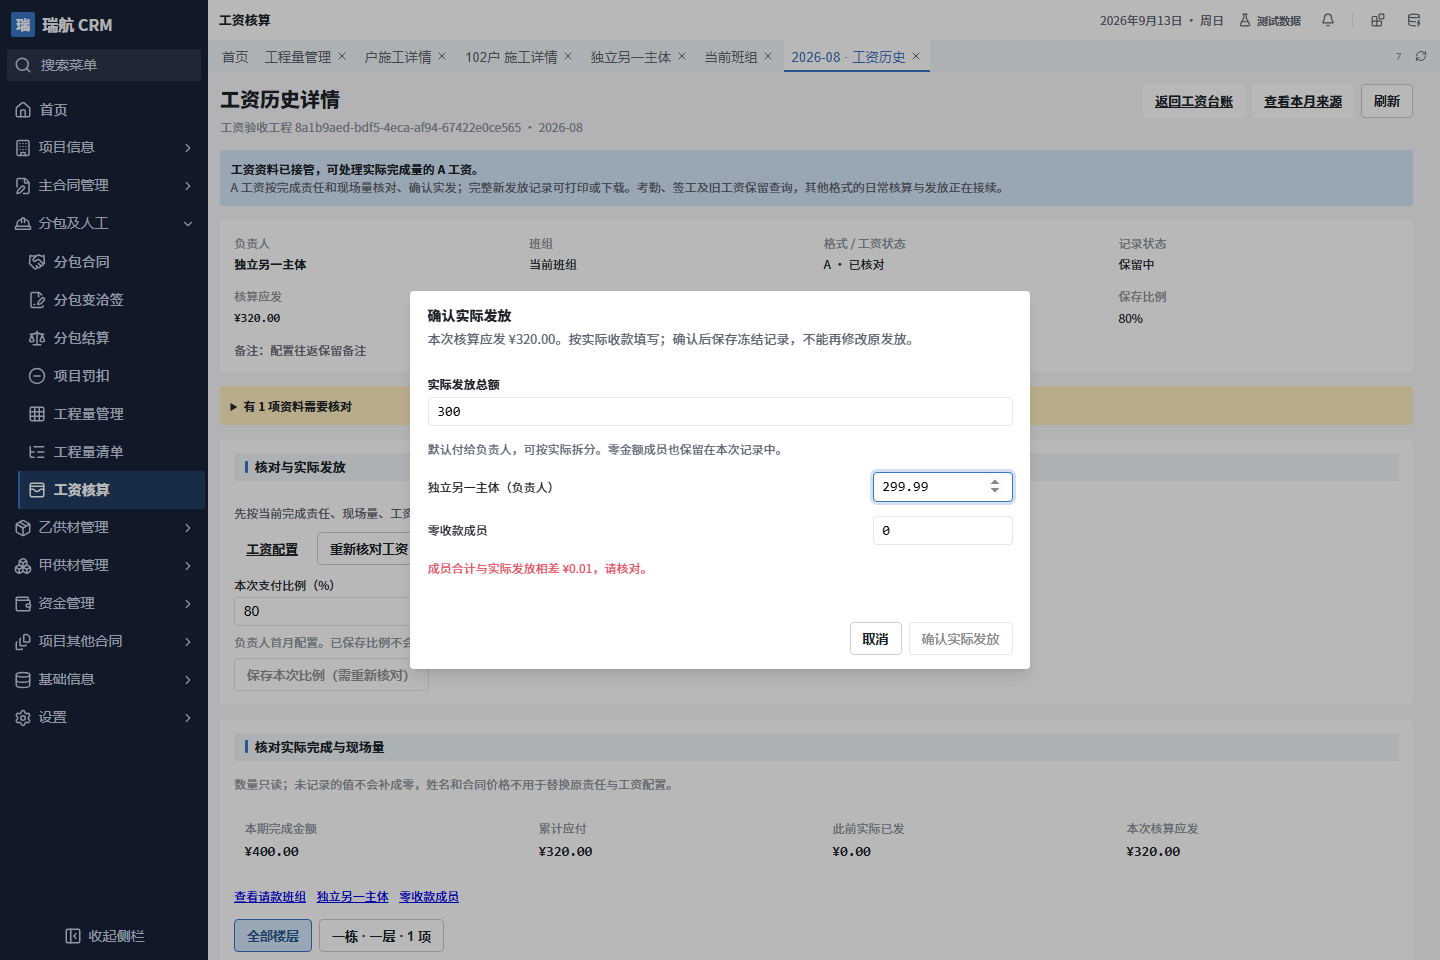 瑞 瑞航 CRM
搜索菜单
首页
项目信息
主合同管理
分包及人工
分包合同
分包变洽签
分包结算
项目罚扣
工程量管理
工程量清单
工资核算
乙供材管理
甲供材管理
资金管理
项目其他合同
基础信息
设置
收起侧栏
工资核算
2026年9月13日 • 周日 测试数据
首页 工程量管理 户施工详情 102户 施工详情 独立另一主体 当前班组 2026-08 · 工资历史 7
工资历史详情
工资验收工程 8a1b9aed-bdf5-4eca-af94-67422e0ce565 • 2026-08
返回工资台账 查看本月来源 刷新
工资资料已接管，可处理实际完成量的 A 工资。
A 工资按完成责任和现场量核对、确认实发；完整新发放记录可打印或下载。考勤、签工及旧工资保留查询，其他格式的日常核算与发放正在接续。
负责人 班组 格式 / 工资状态 记录状态
独立另一主体 当前班组 A • 已核对 保留中
核算应发 保存比例
¥320.00 80%
备注：配置往返保留备注
有 1 项资料需要核对
核对与实际发放
先按当前完成责任、现场量、工资
工资配置 重新核对工资
本次支付比例（%）
80
负责人首月配置。已保存比例不会
保存本次比例（需重新核对）
确认实际发放
本次核算应发 ¥320.00。按实际收款填写；确认后保存冻结记录，不能再修改原发放。
实际发放总额
300
默认付给负责人，可按实际拆分。零金额成员也保留在本次记录中。
独立另一主体（负责人） 299.99
零收款成员 0
成员合计与实际发放相差 ¥0.01，请核对。
取消 确认实际发放
核对实际完成与现场量
数量只读；未记录的值不会补成零，姓名和合同价格不用于替换原责任与工资配置。
本期完成金额 累计应付 此前实际已发 本次核算应发
¥400.00 ¥320.00 ¥0.00 ¥320.00
查看请款班组 独立另一主体 零收款成员
全部楼层 一栋 · 一层 · 1 项